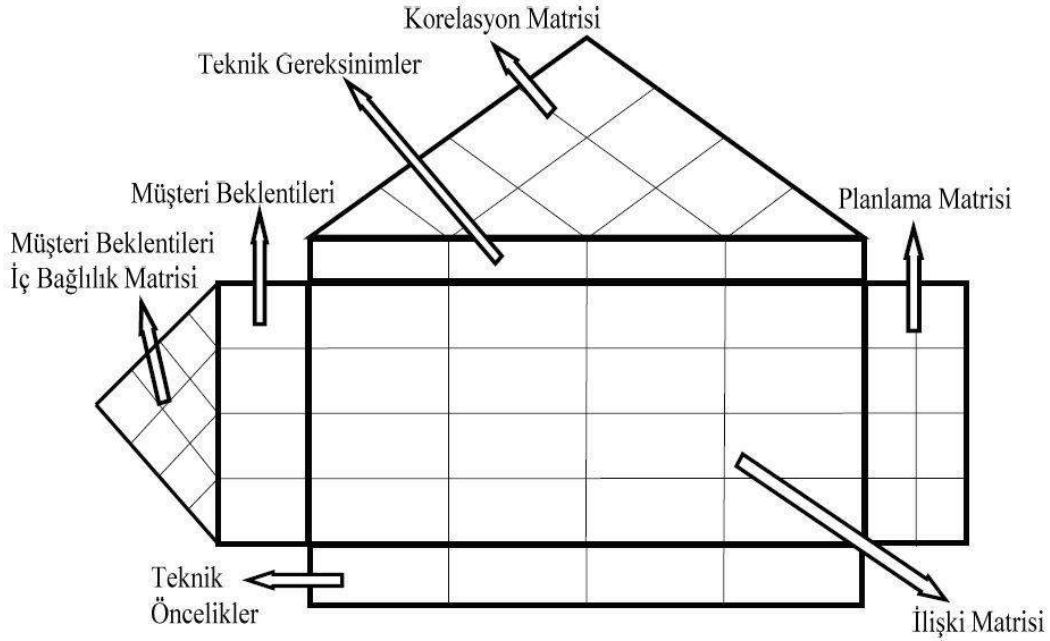 Korelasyon Matrisi
Teknik Gereksinimler
Müşteri Beklentileri
Planlama Matrisi
Müşteri Beklentileri
İç Bağlılık Matrisi
Teknik
Öncelikler
İlişki Matrisi